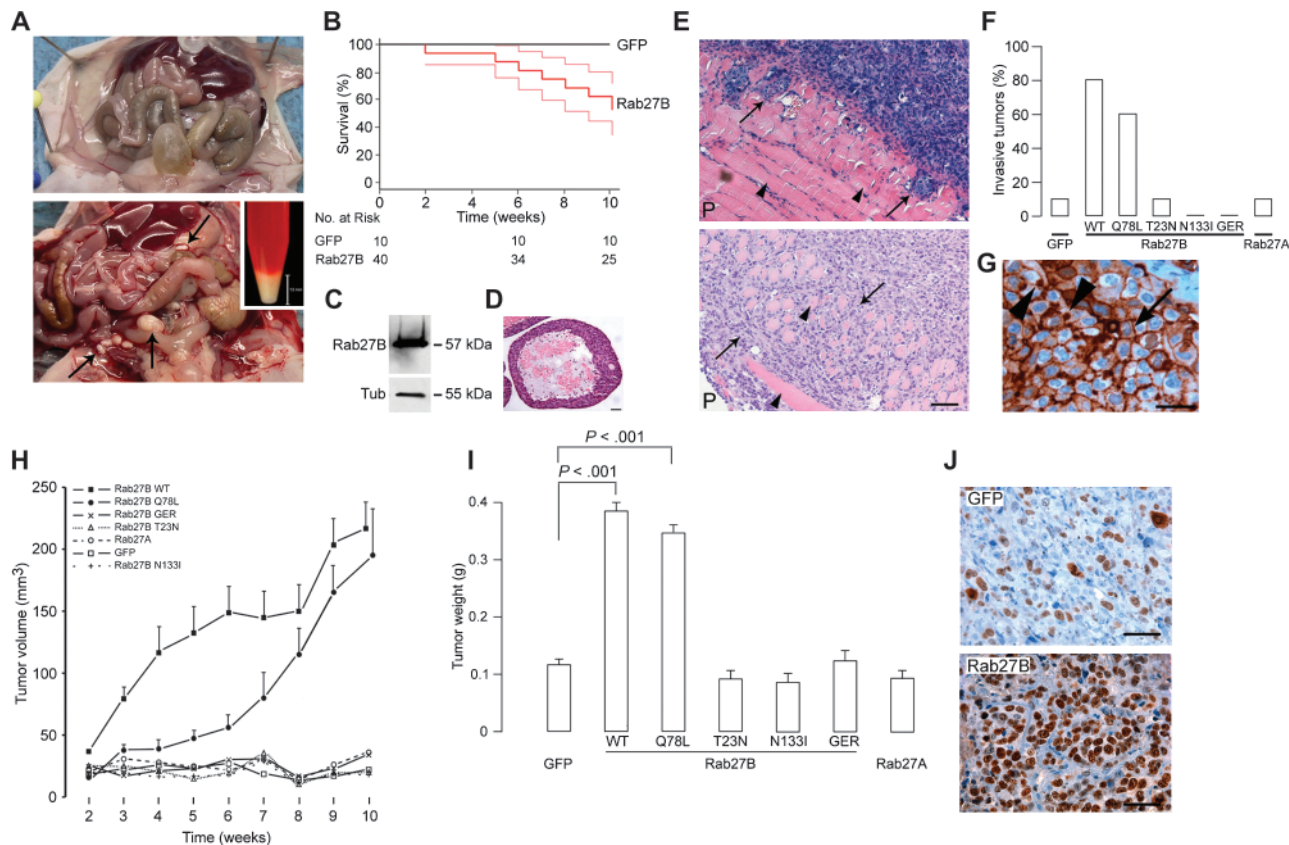 A
B
Survival (%)
100
80
60
40
20
0
GFP
Rab27B
0 2 4 6 8 10
Time (weeks)
No. at Risk
GFP 10 10 10
Rab27B 40 34 25
C
Rab27B – 57 kDa
Tub – 55 kDa
D
E
P
P
F
Invasive tumors (%)
100
80
60
40
20
0
WT Q78L T23N N133I GER
GFP Rab27B Rab27A
G
H
Tumor volume (mm3)
250
200
150
100
50
0
Rab27B WT
Rab27B Q78L
Rab27B GER
Rab27B T23N
Rab27A
GFP
Rab27B N133I
2 3 4 5 6 7 8 9 10
Time (weeks)
I
P < .001
P < .001
Tumor weight (g)
0.4
0.3
0.2
0.1
0
WT Q78L T23N N133I GER
GFP Rab27B Rab27A
J
GFP
Rab27B